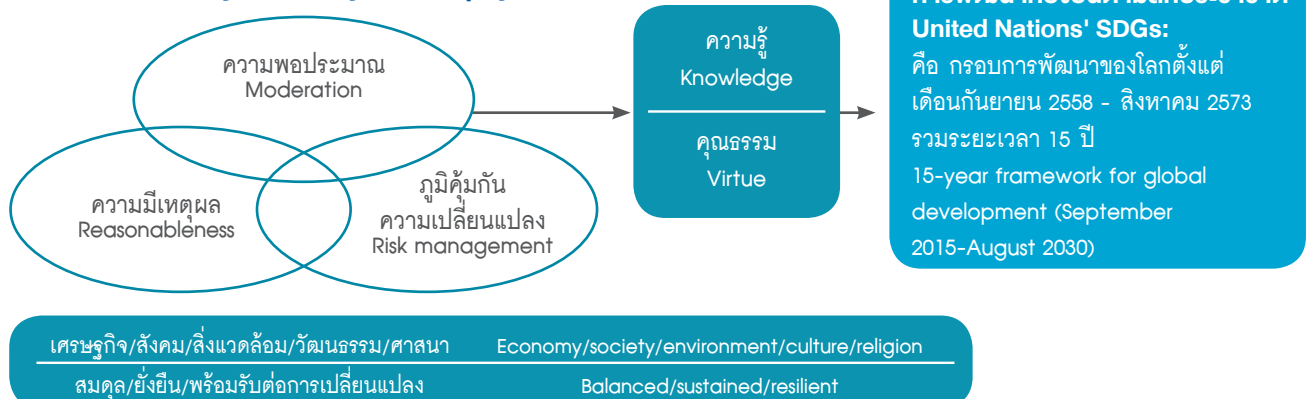 ความพอประมาณ
Moderation
ความมีเหตุผล
Reasonableness
ภูมิคุ้มกัน
ความเปลี่ยนแปลง
Risk management
ความรู้
Knowledge
คุณธรรม
Virtue
United Nations' SDGs:
คือ กรอบการพัฒนาของโลกตั้งแต่
เดือนกันยายน 2558 - สิงหาคม 2573
รวมระยะเวลา 15 ปี
15-year framework for global
development (September
2015-August 2030)
เศรษฐกิจ/สังคม/สิ่งแวดล้อม/วัฒนธรรม/ศาสนา Economy/society/environment/culture/religion
สมดุล/ยั่งยืน/พร้อมรับต่อการเปลี่ยนแปลง Balanced/sustained/resilient